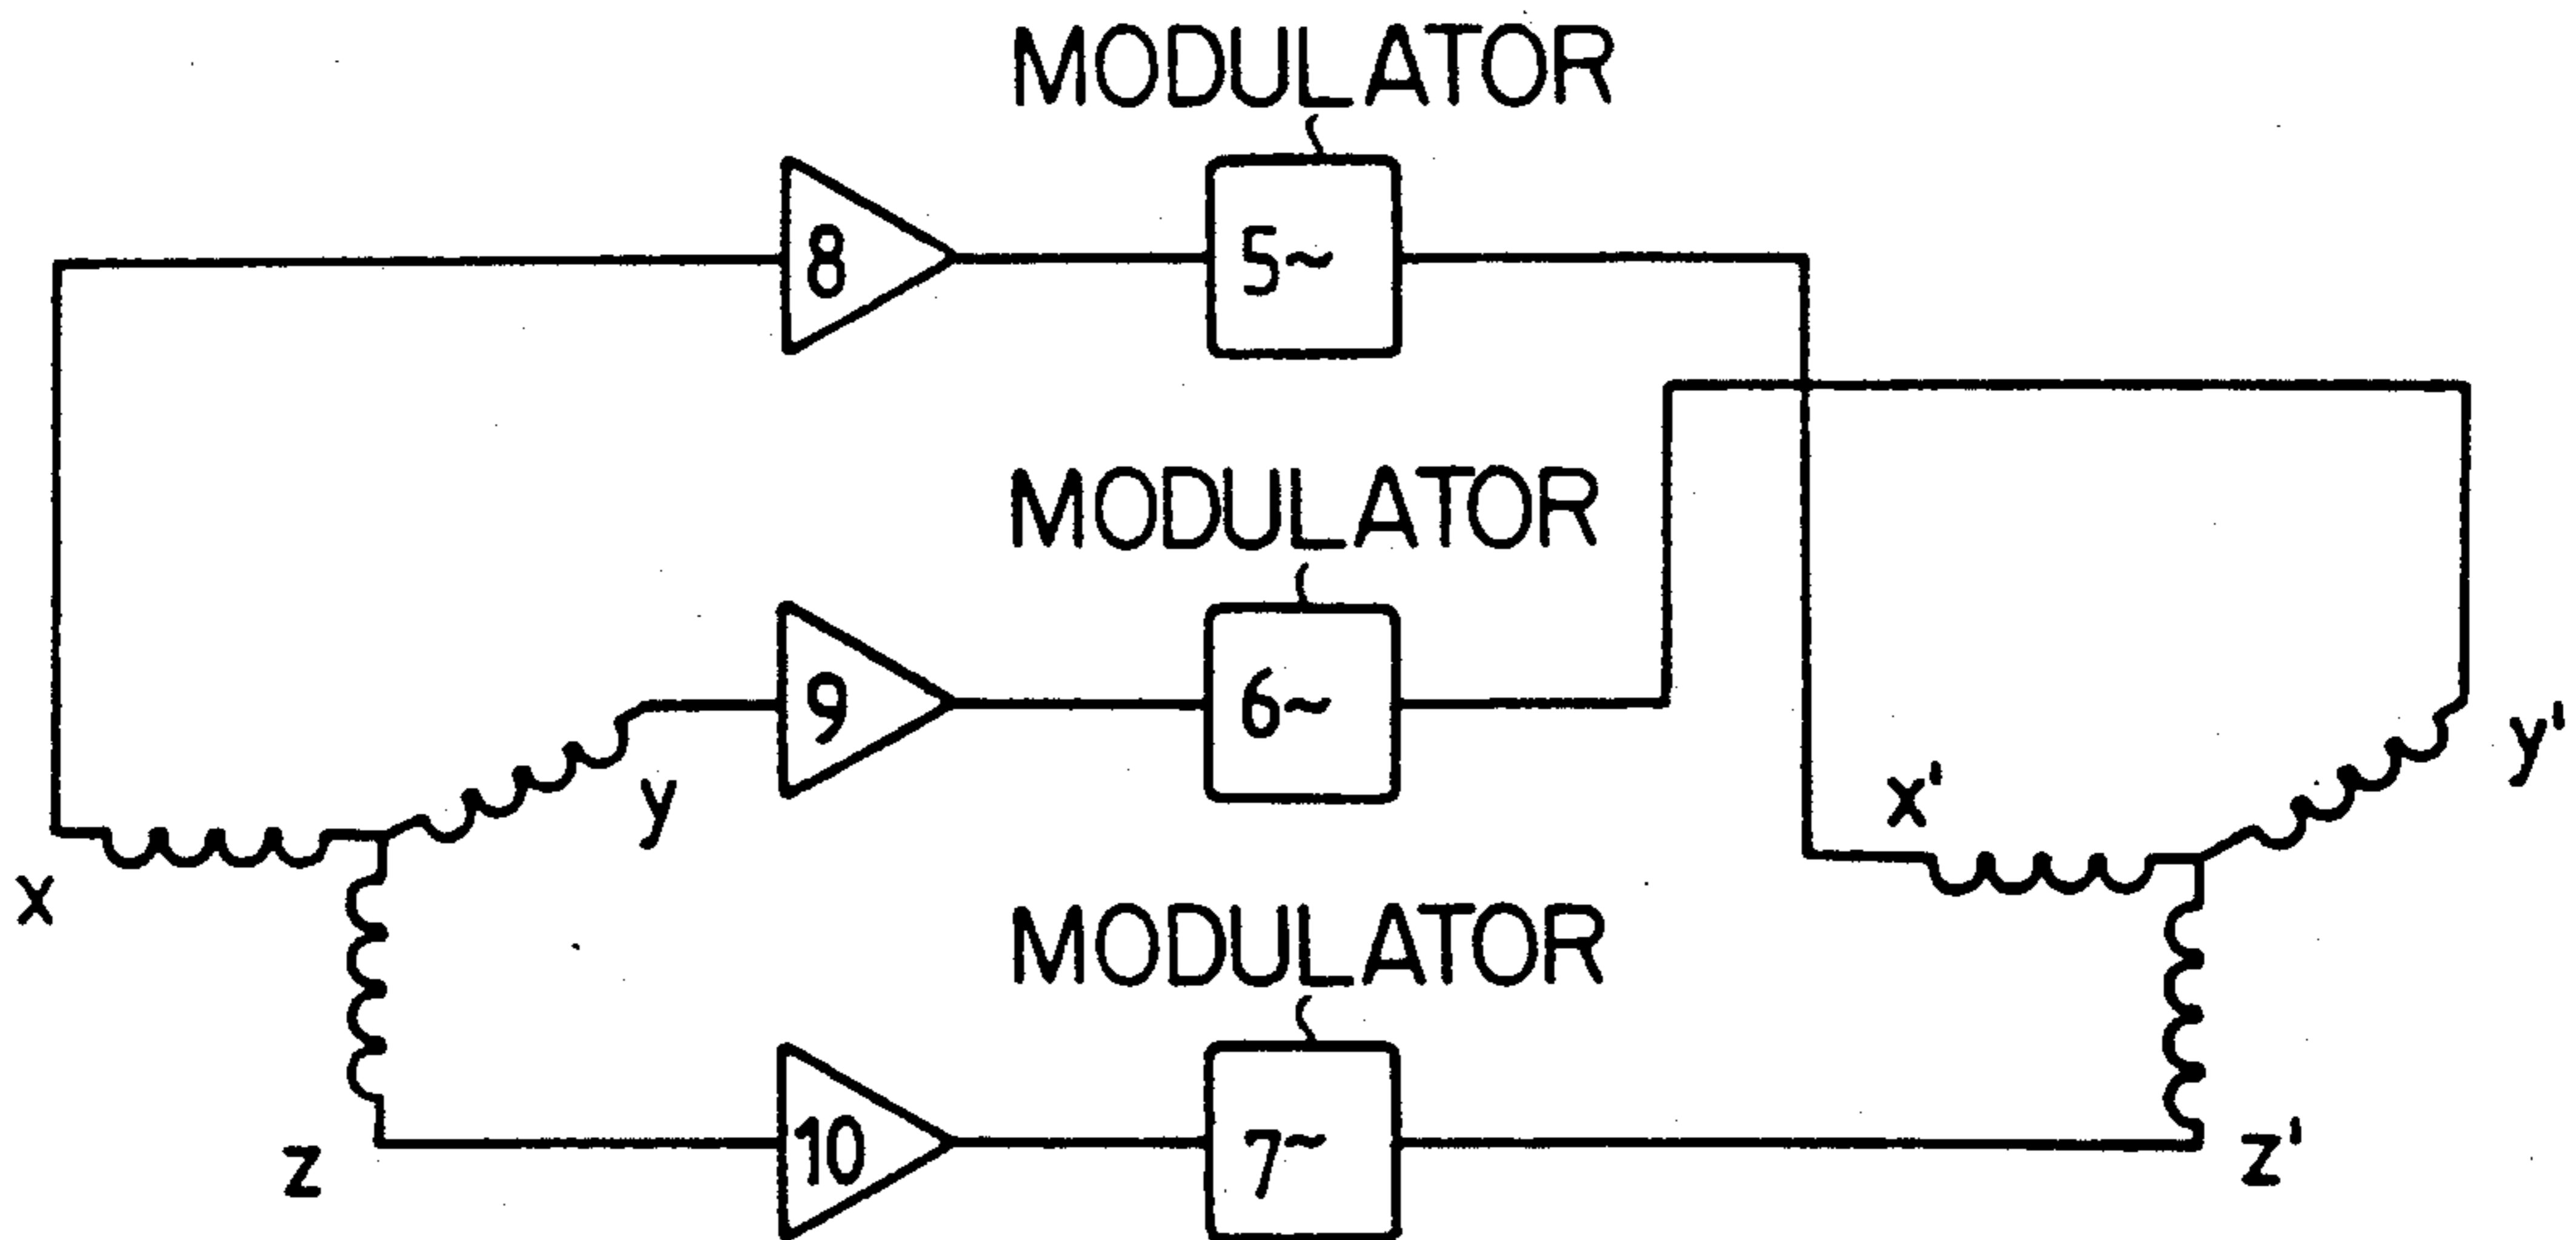 MODULATOR
8
5~
MODULATOR
9
6~
y
x'
y'
x
MODULATOR
10
7~
z
z'